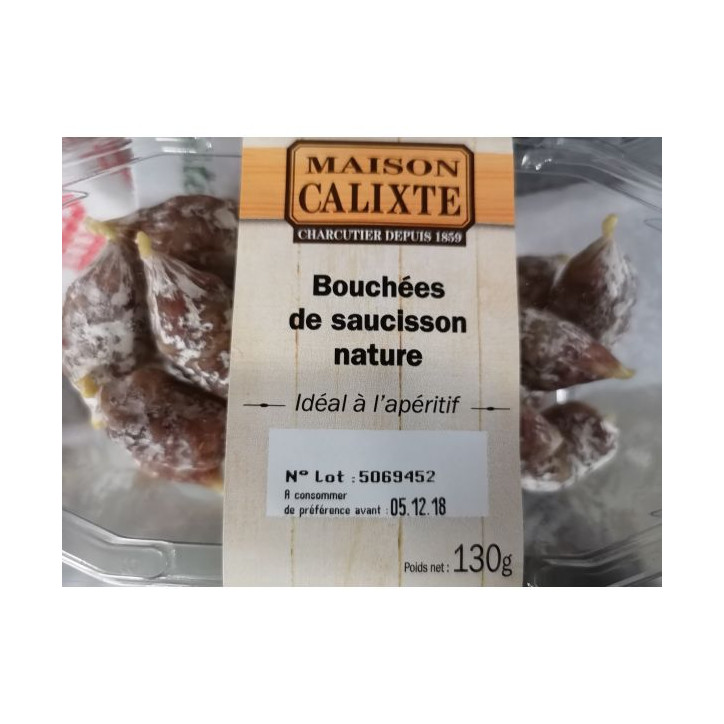 MAISON
CALIXTE
CHARCUTIER DEPUIS 1859
Bouchées
de saucisson
nature
Idéal à l'apéritif
Nº Lot : 5069452
A consommer
de préférence avant : 05.12.18
Poids net : 130g